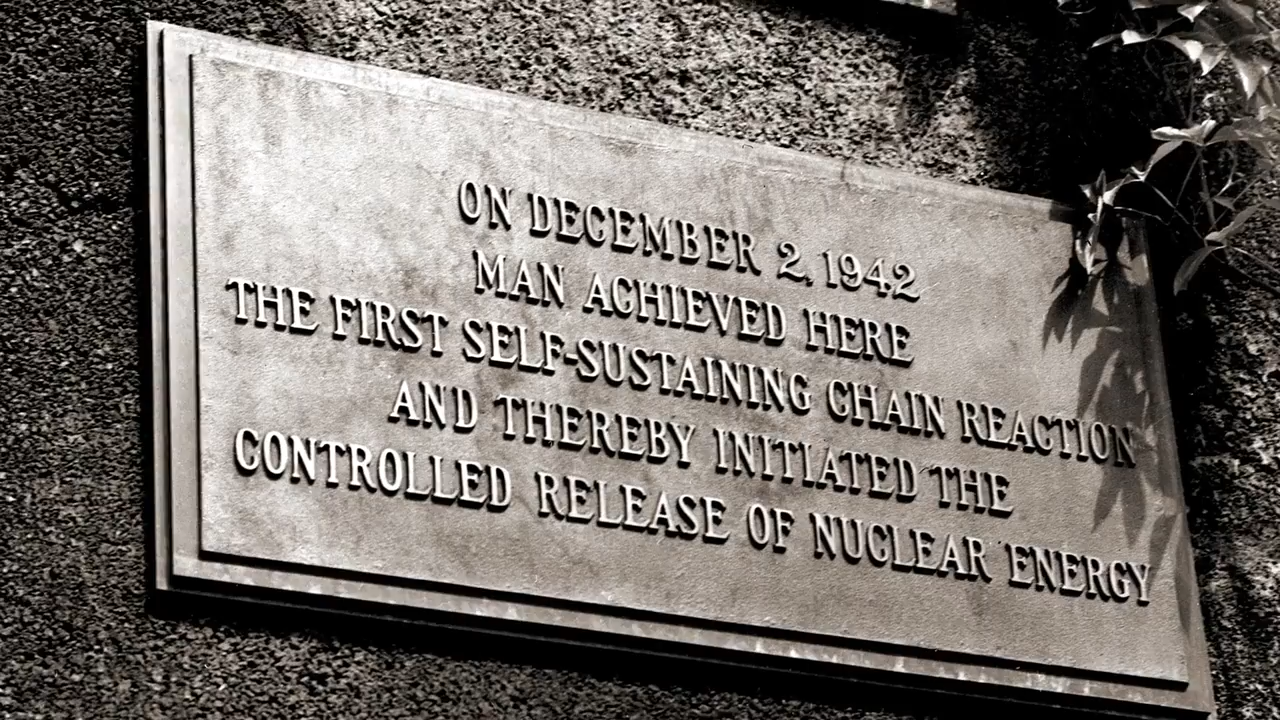 ON DECEMBER 2, 1942
MAN ACHIEVED HERE
THE FIRST SELF-SUSTAINING CHAIN REACTION
AND THEREBY INITIATED THE
CONTROLLED RELEASE OF NUCLEAR ENERGY